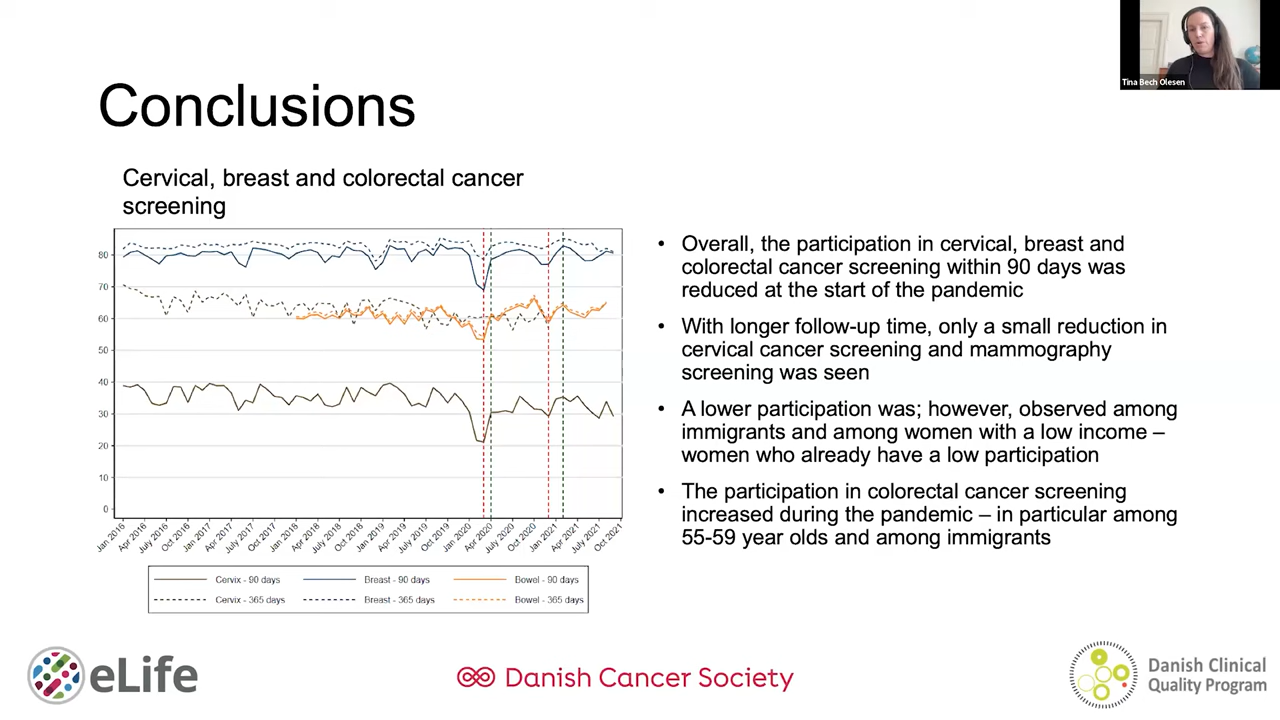 Tina Bech Olesen
Conclusions
Cervical, breast and colorectal cancer
screening
80
70
60
50
40
30
20
10
0
Jan 2016
Apr 2016
July 2016
Oct 2016
Jan 2017
Apr 2017
July 2017
Oct 2017
Jan 2018
Apr 2018
July 2018
Oct 2018
Jan 2019
Apr 2019
July 2019
Oct 2019
Jan 2020
Apr 2020
July 2020
Oct 2020
Jan 2021
Apr 2021
July 2021
Oct 2021
Cervix - 90 days Breast - 90 days Bowel - 90 days
Cervix - 365 days Breast - 365 days Bowel - 365 days
• Overall, the participation in cervical, breast and
colorectal cancer screening within 90 days was
reduced at the start of the pandemic
• With longer follow-up time, only a small reduction in
cervical cancer screening and mammography
screening was seen
• A lower participation was; however, observed among
immigrants and among women with a low income –
women who already have a low participation
• The participation in colorectal cancer screening
increased during the pandemic – in particular among
55-59 year olds and among immigrants
eLife
Danish Cancer Society
Danish Clinical
Quality Program